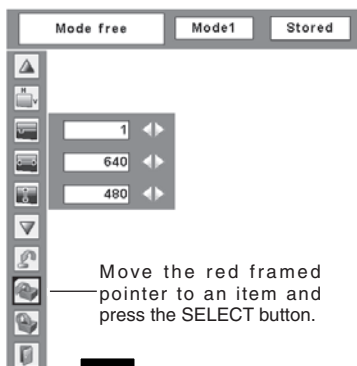 Mode free Mode1 Stored
H
V
1
640
480
Move the red framed
pointer to an item and
press the SELECT button.